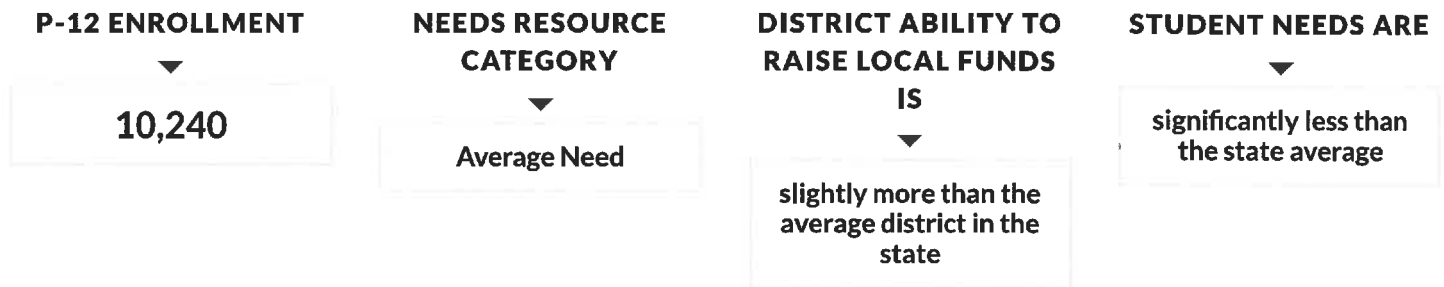 P-12 ENROLLMENT
10,240
NEEDS RESOURCE
CATEGORY
Average Need
DISTRICT ABILITY TO
RAISE LOCAL FUNDS
IS
slightly more than the
average district in the
state
STUDENT NEEDS ARE
significantly less than
the state average